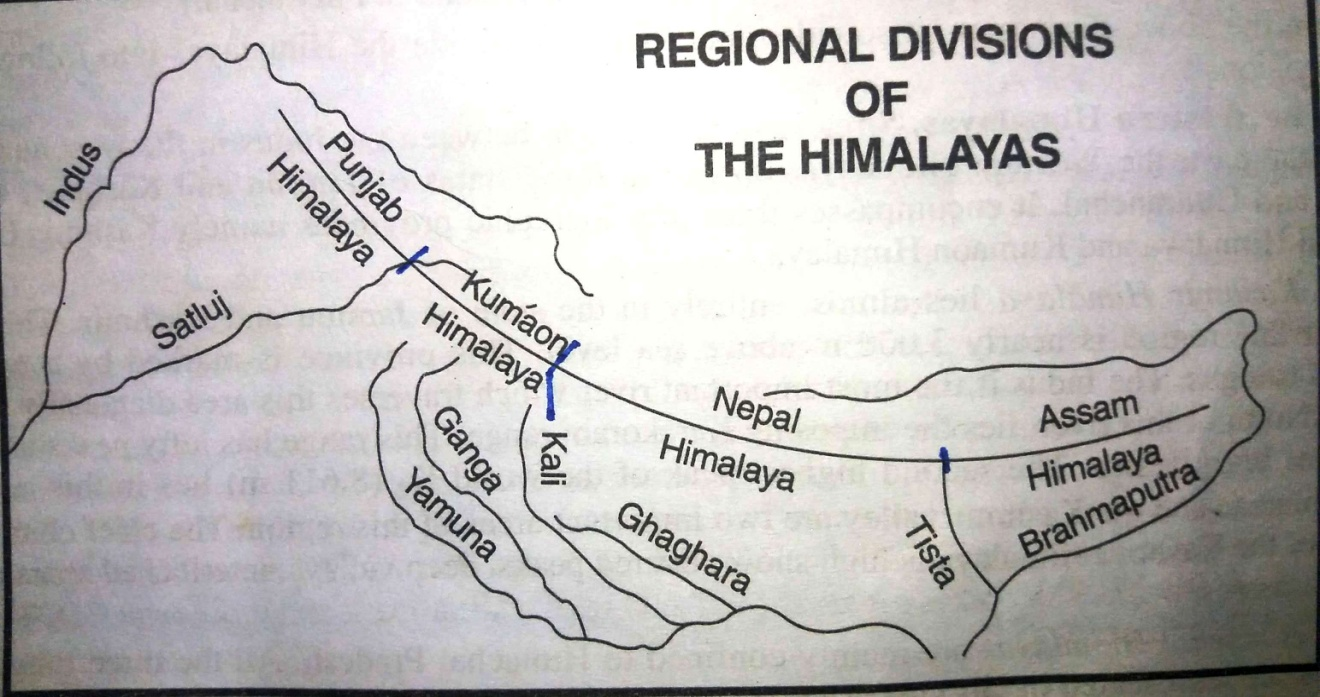 REGIONAL DIVISIONS
OF
THE HIMALAYAS
Indus
Punjab
Himalaya
Satluj
Kumaon
Himalaya
Nepal
Himalaya
Assam
Himalaya
Brahmaputra
Ganga
Yamuna
Kali
Ghaghara
Tista